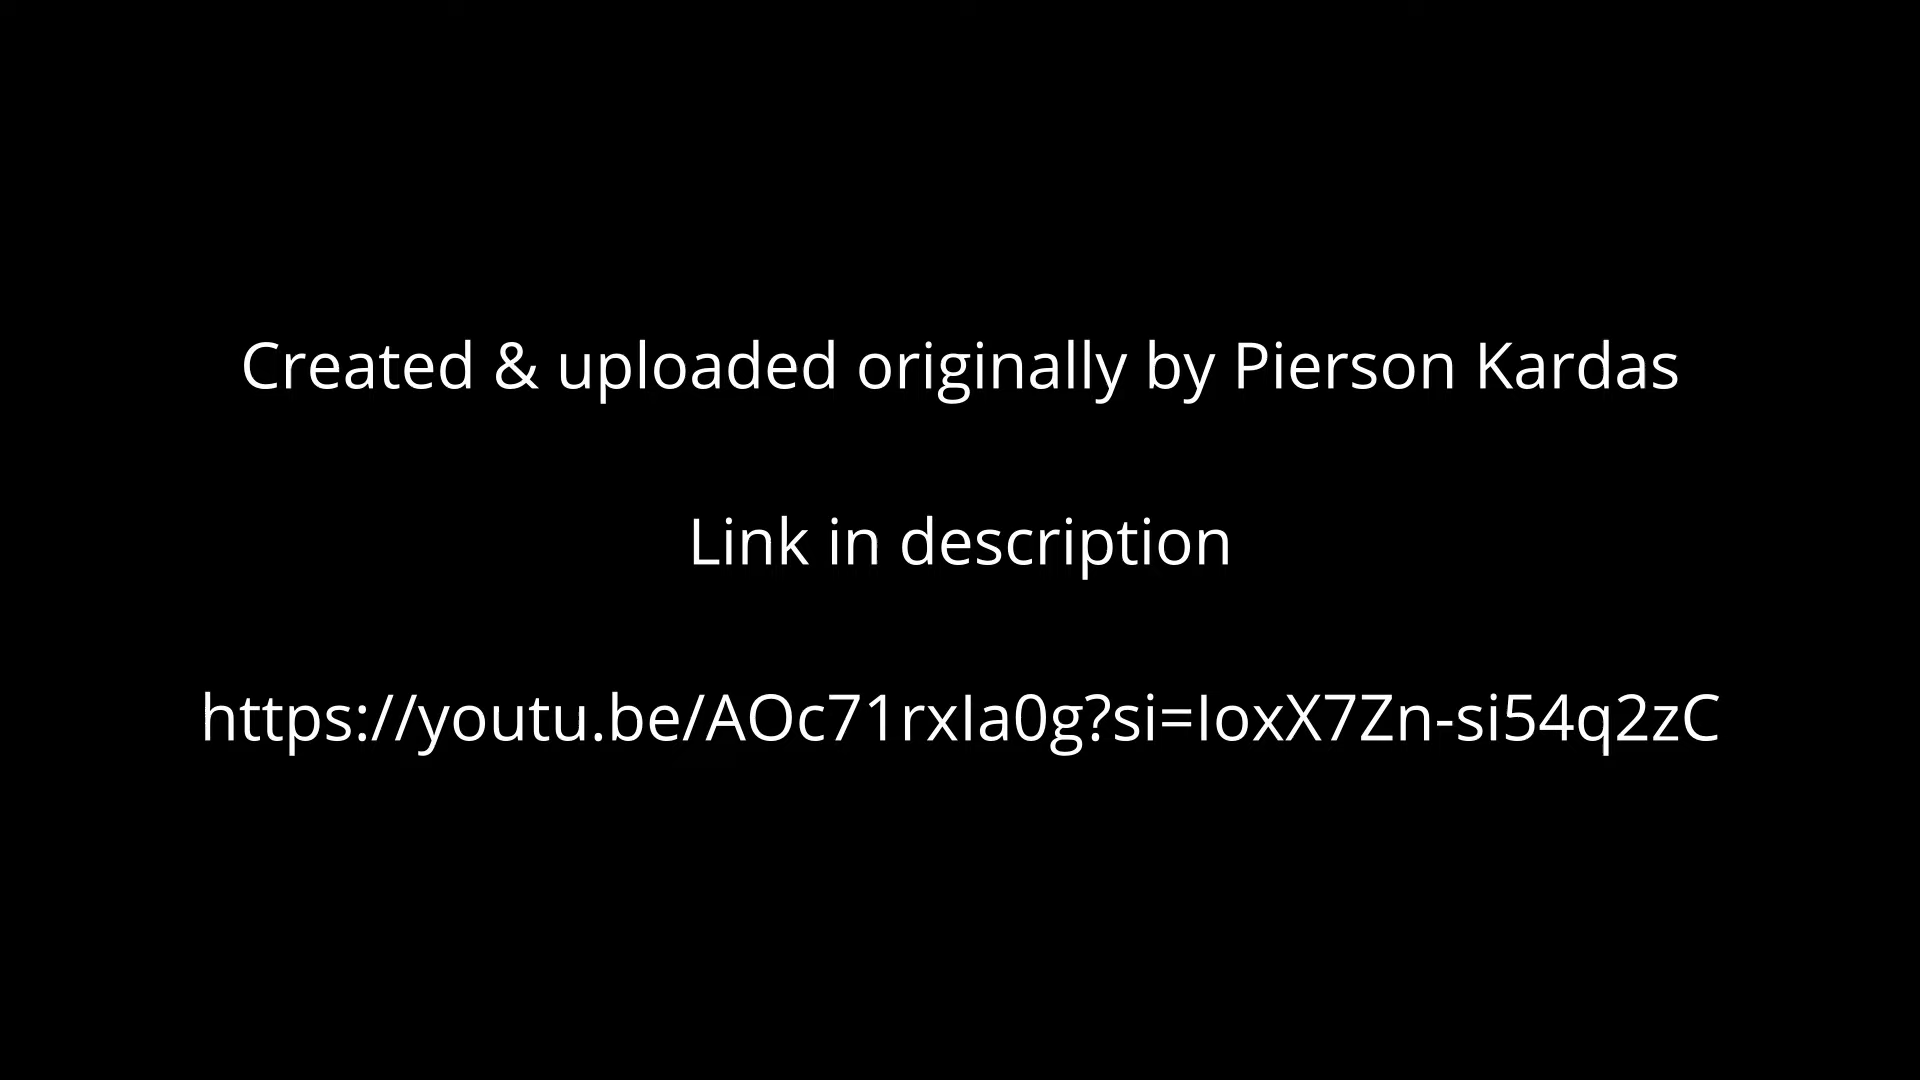 Created & uploaded originally by Pierson Kardas
Link in description
https://youtu.be/AOc71rxIa0g?si=IoxX7Zn-si54q2zC